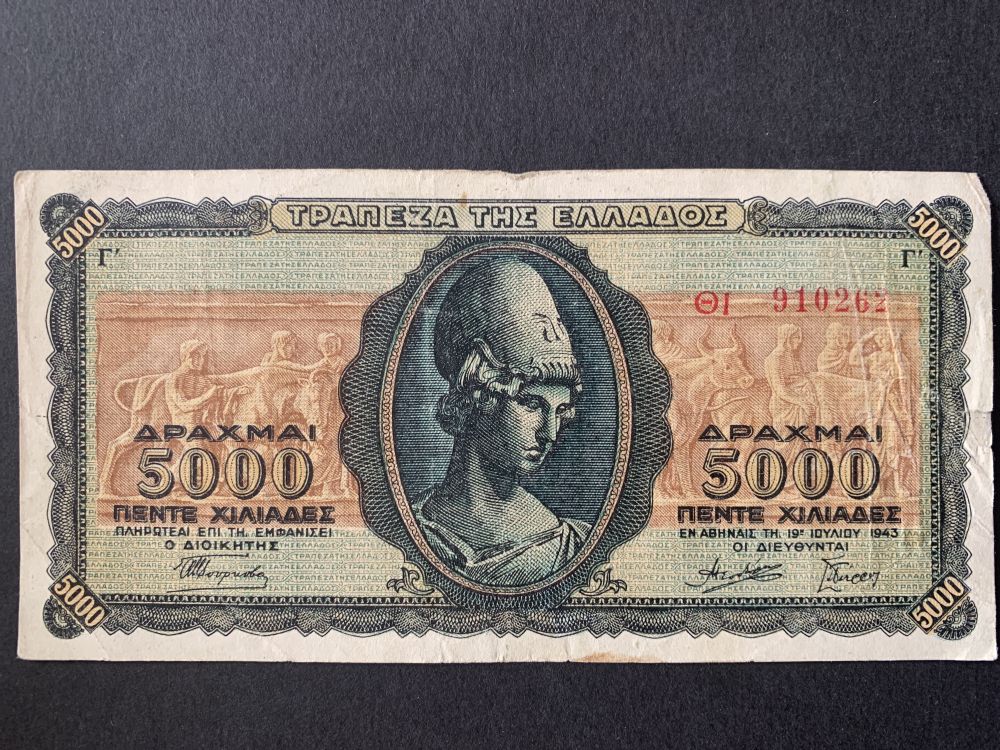 5000
ΤΡΑΠΕΖΑ ΤΗΣ ΕΛΛΑΔΟΣ
5000
Γ′
Γ′
ΘΙ 910262
ΔΡΑΧΜΑΙ
5000
ΠΕΝΤΕ ΧΙΛΙΑΔΕΣ
ΠΛΗΡΩΤΕΑΙ ΕΠΙ ΤΗ ΕΜΦΑΝΙΣΕΙ
Ο ΔΙΟΙΚΗΤΗΣ
ΔΡΑΧΜΑΙ
5000
ΠΕΝΤΕ ΧΙΛΙΑΔΕΣ
ΕΝ ΑΘΗΝΑΙΣ ΤΗ. 19ῃ ΙΟΥΛΙΟΥ 1943
ΟΙ ΔΙΕΥΘΥΝΤΑΙ
5000
5000